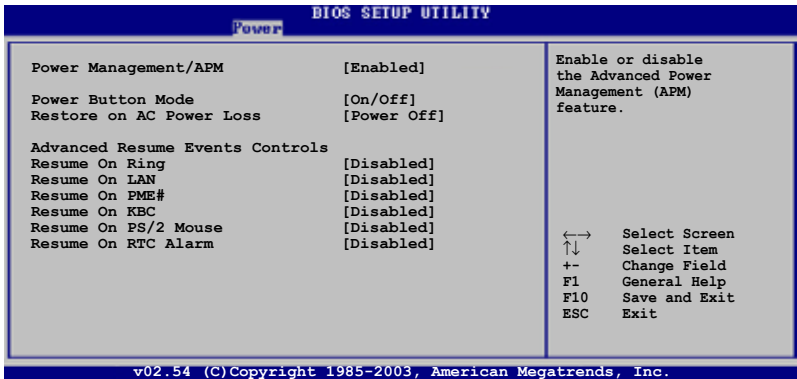 BIOS SETUP UTILITY
Power
Power Management/APM [Enabled]
Power Button Mode [On/Off]
Restore on AC Power Loss [Power Off]
Advanced Resume Events Controls
Resume On Ring [Disabled]
Resume On LAN [Disabled]
Resume On PME# [Disabled]
Resume On KBC [Disabled]
Resume On PS/2 Mouse [Disabled]
Resume On RTC Alarm [Disabled]
Enable or disable
the Advanced Power
Management (APM)
feature.
←→ Select Screen
↑↓ Select Item
+- Change Field
F1 General Help
F10 Save and Exit
ESC Exit
v02.54 (C)Copyright 1985-2003, American Megatrends, Inc.